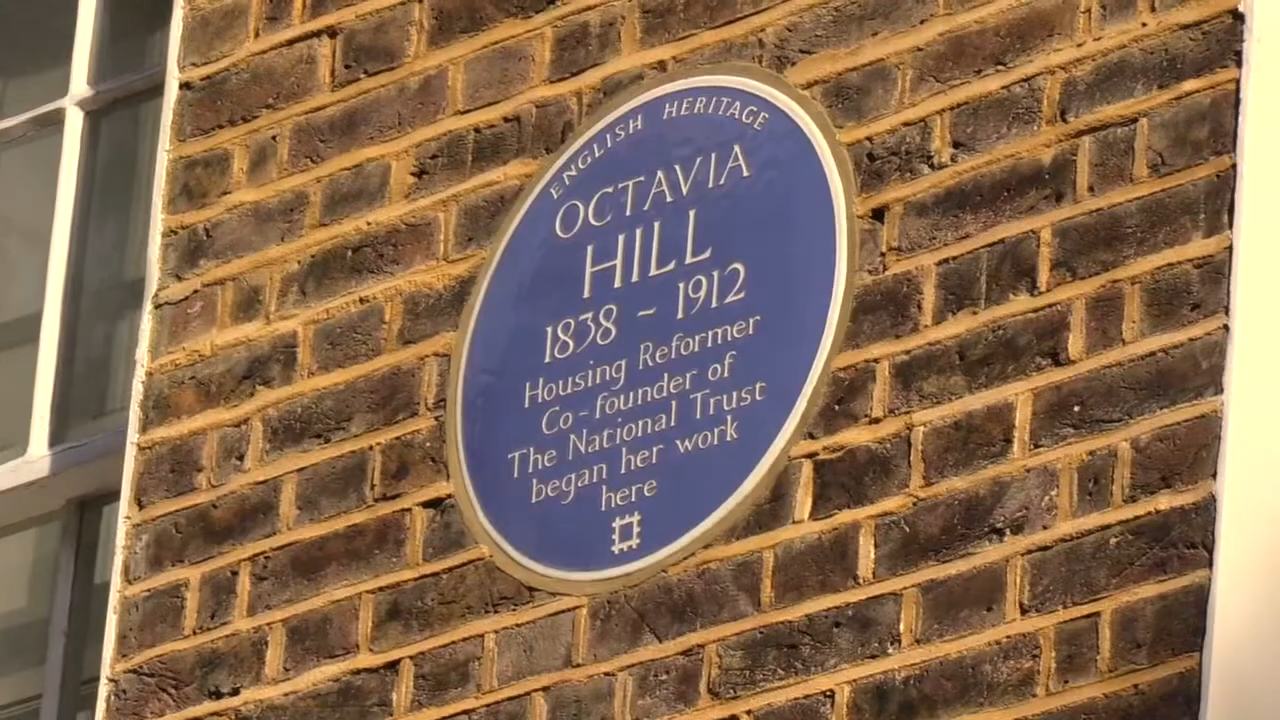 ENGLISH HERITAGE
OCTAVIA
HILL
1838 ~ 1912
Housing Reformer
Co-founder of
The National Trust
began her work
here